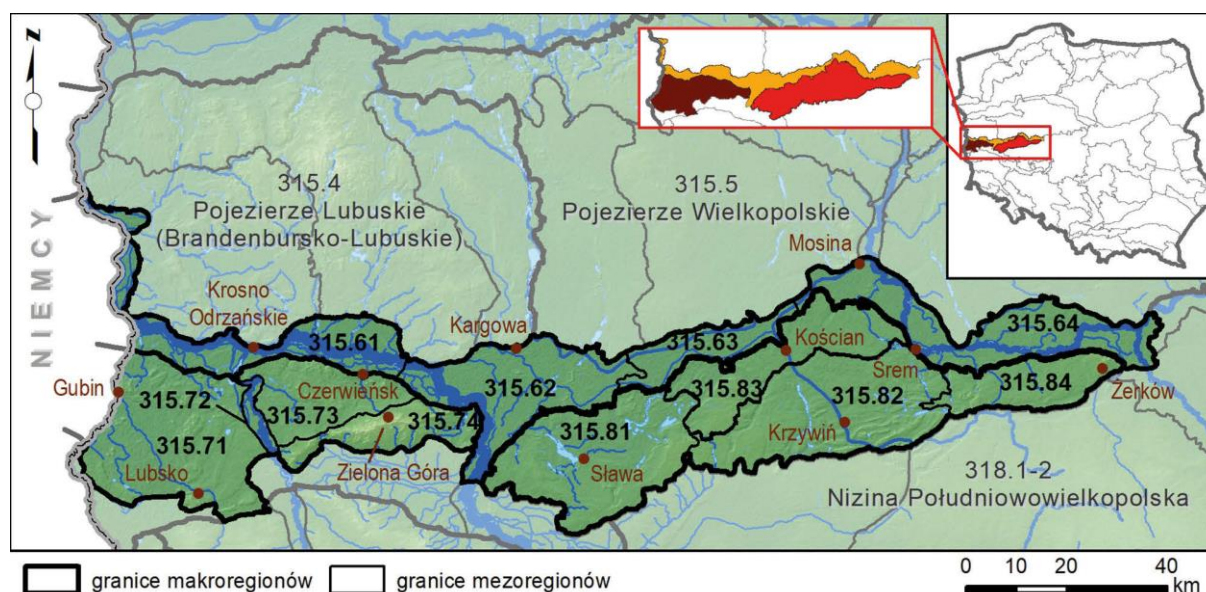 N
NIEMCY
315.4
Pojezierze Lubuskie
(Brandenbursko-Lubuskie)
315.5
Pojezierze Wielkopolskie
Mosina
Krosno
Odrzańskie
Kargowa
315.61
315.63
Kościan
315.64
Gubin
Czerwieńsk
315.62
Śrem
315.72
315.73
315.74
315.83
315.82
315.84
Żerków
315.71
315.81
Krzywiń
Lubsko
Zielona Góra
Sława
318.1-2
Nizina Południowowielkopolska
granice makroregionów
granice mezoregionów
0 10 20 40
km